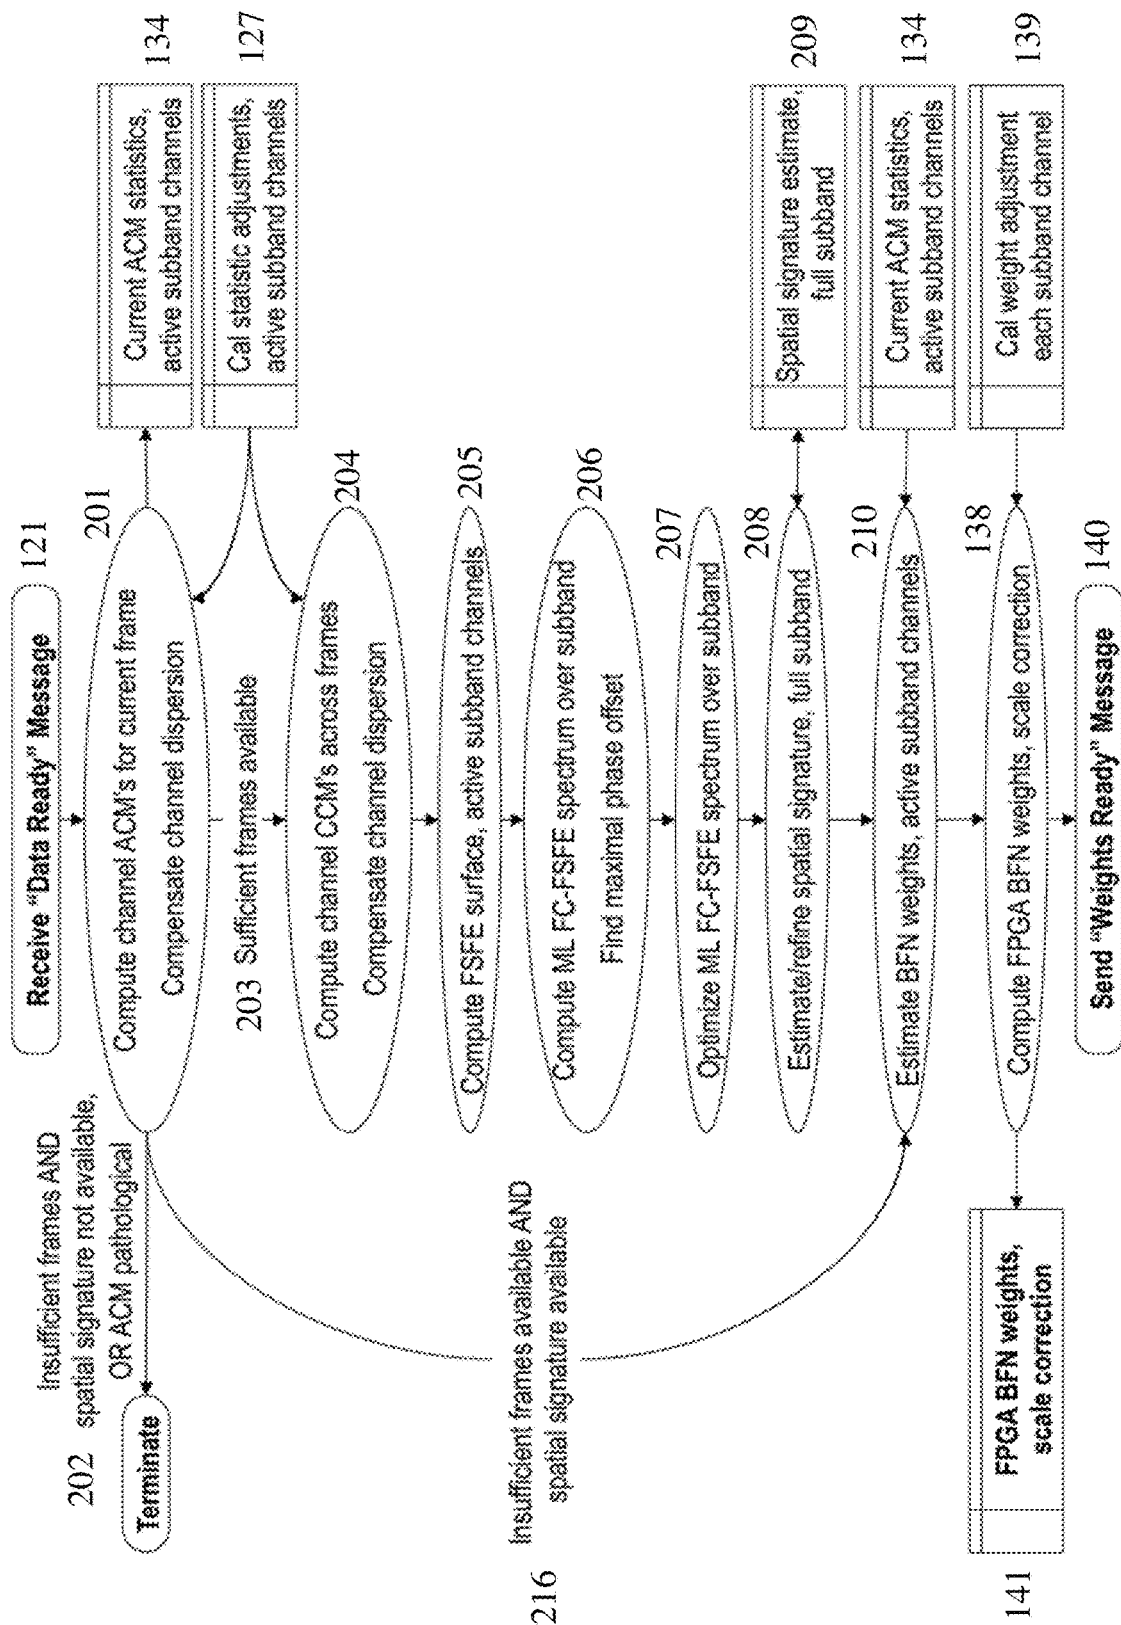 Receive "Data Ready" Message
121
Insufficient frames AND
spatial signature not available,
OR ACM pathological
202
Terminate
201
Compute channel ACM's for current frame
Compensate channel dispersion
Current ACM statistics,
active subband channels
134
Cal statistic adjustments,
active subband channels
127
203
Sufficient frames available
204
Compute channel CCM's across frames
Compensate channel dispersion
205
Compute FSFE surface, active subband channels
206
Compute ML FC-FSFE spectrum over subband
Find maximal phase offset
Insufficient frames available AND
spatial signature available
216
207
Optimize ML FC-FSFE spectrum over subband
208
Estimate/refine spatial signature, full subband
Spatial signature estimate,
full subband
209
210
Estimate BFN weights, active subband channels
Current ACM statistics,
active subband channels
134
138
Compute FPGA BFN weights, scale correction
Cal weight adjustment
each subband channel
139
FPGA BFN weights,
scale correction
141
Send "Weights Ready" Message
140